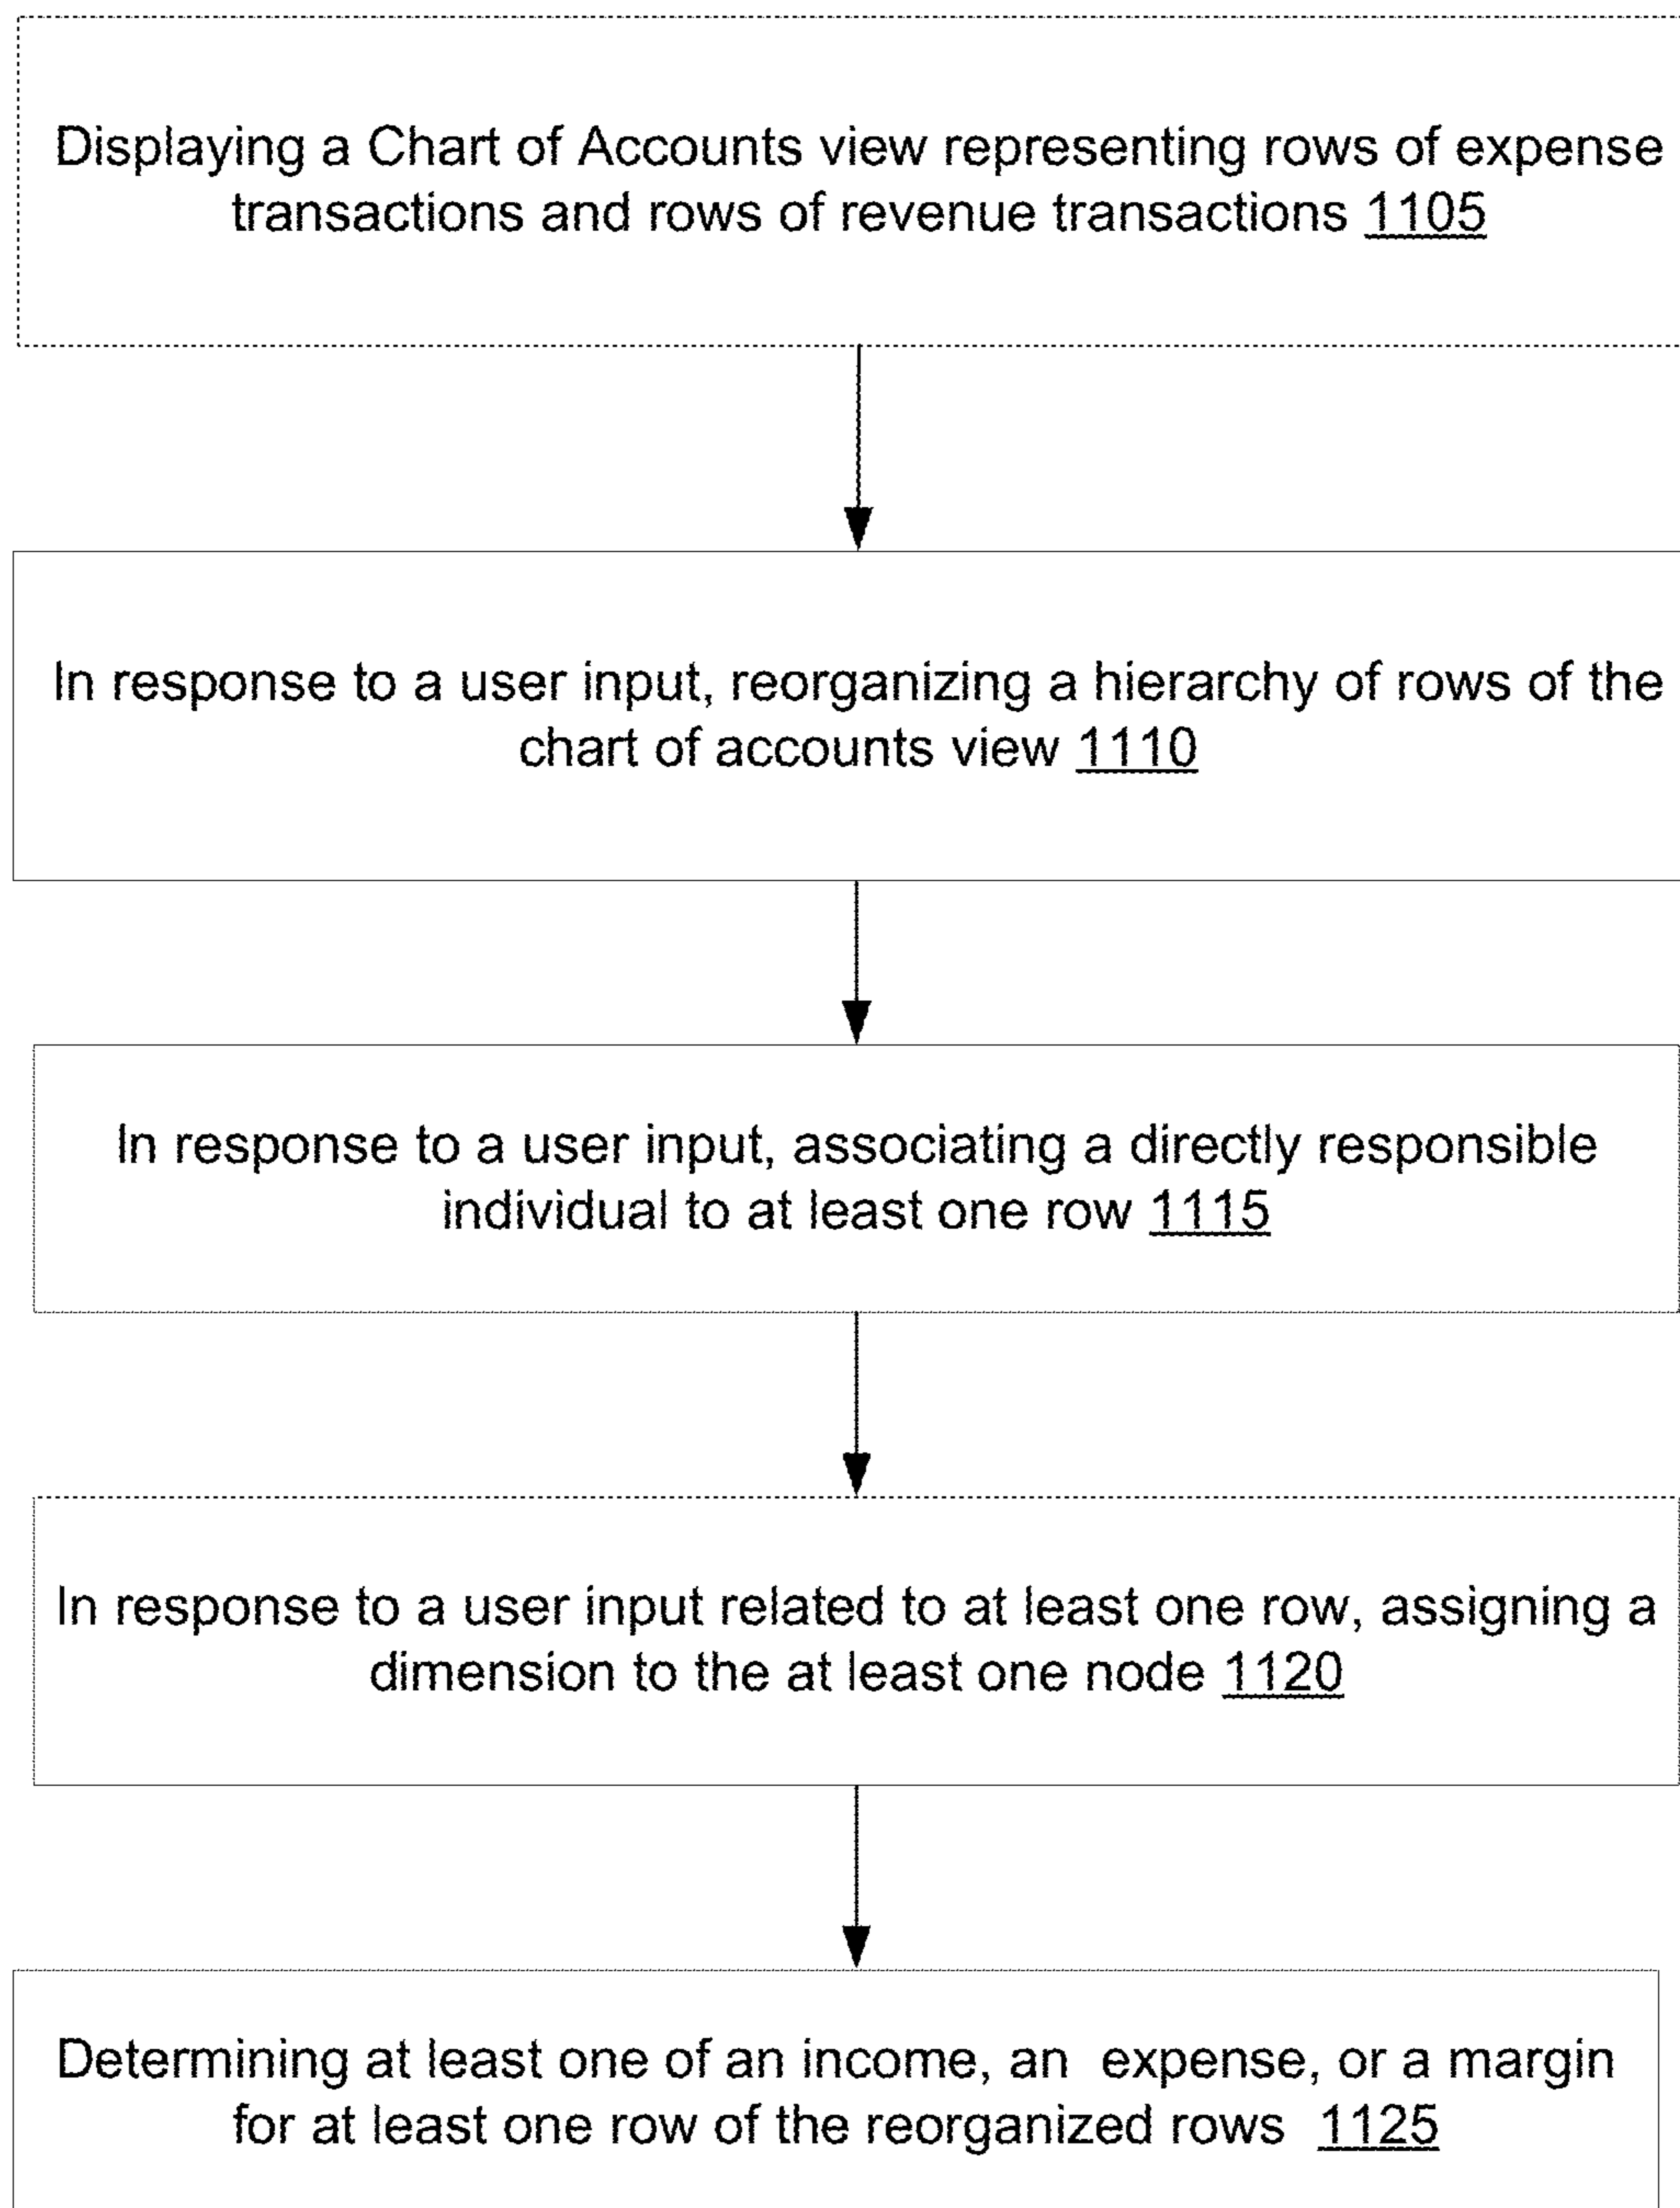 Displaying a Chart of Accounts view representing rows of expense
transactions and rows of revenue transactions 1105
In response to a user input, reorganizing a hierarchy of rows of the
chart of accounts view 1110
In response to a user input, associating a directly responsible
individual to at least one row 1115
In response to a user input related to at least one row, assigning a
dimension to the at least one node 1120
Determining at least one of an income, an expense, or a margin
for at least one row of the reorganized rows 1125